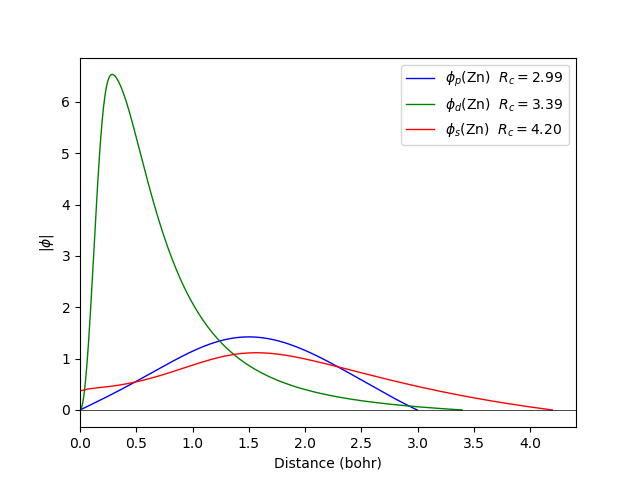 ϕp(Zn) Rc = 2.99
ϕd(Zn) Rc = 3.39
ϕs(Zn) Rc = 4.20
|ϕ|
6
5
4
3
2
1
0
0.0 0.5 1.0 1.5 2.0 2.5 3.0 3.5 4.0
Distance (bohr)